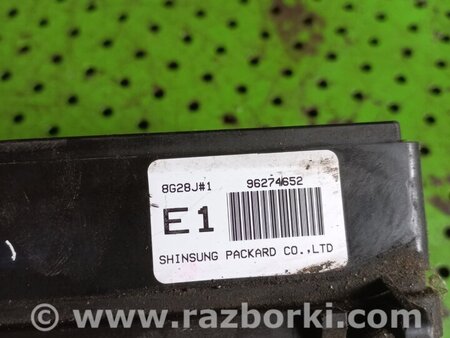 8G28J#1 96274652
E1
SHINSUNG PACKARD CO.,LTD
www.razborki.com